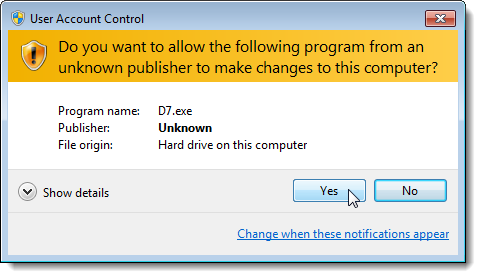 User Account Control
Do you want to allow the following program from an
unknown publisher to make changes to this computer?
Program name: D7.exe
Publisher: Unknown
File origin: Hard drive on this computer
Show details
Yes
No
Change when these notifications appear